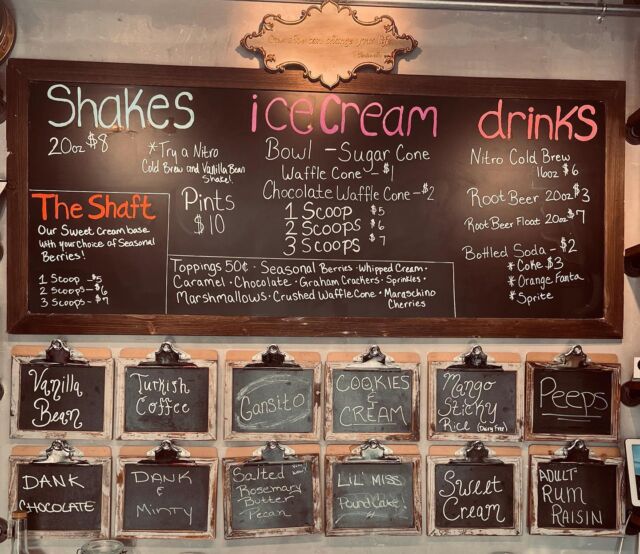 Shakes
20oz $8
*Try a Nitro
Cold Brew and Vanilla Bean
Shake!
The Shaft
Our Sweet Cream base
with your choice of Seasonal
Berries!
1 Scoop - $5
2 Scoops - $6
3 Scoops - $7
Pints
$10
ice cream
Bowl - Sugar Cone
Waffle Cone - $1
Chocolate Waffle Cone - $2
1 Scoop $5
2 Scoops $6
3 Scoops $7
Toppings 50¢ · Seasonal Berries · Whipped Cream ·
Caramel · Chocolate · Graham Crackers · Sprinkles ·
Marshmallows · Crushed Waffle Cone · Maraschino
Cherries
drinks
Nitro Cold Brew
16oz $6
Root Beer 20oz $3
Root Beer Float 20oz $7
Bottled Soda - $2
* Coke $3
* Orange Fanta
* Sprite
Vanilla
Bean
Turkish
Coffee
Gansito
COOKIES
&
CREAM
Mango
Sticky
Rice (Dairy Free)
Peeps
DANK
CHOCOLATE
DANK
&
Minty
Salted
Rosemary
Butter
Pecan
LIL' MISS
Pound Cake!
Sweet
Cream
ADULT
RUM
RAISIN